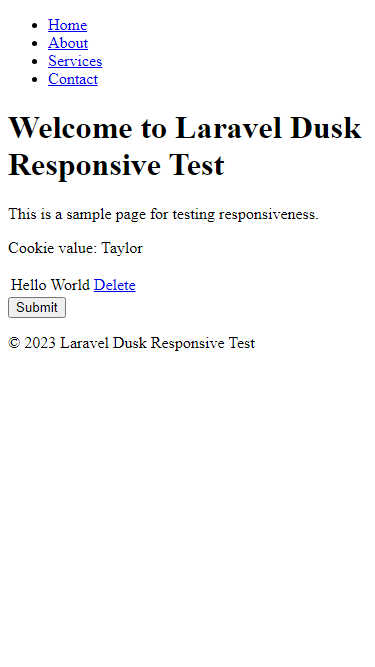 Home
About
Services
Contact
Welcome to Laravel Dusk
Responsive Test
This is a sample page for testing responsiveness.
Cookie value: Taylor
Hello World Delete
Submit
© 2023 Laravel Dusk Responsive Test